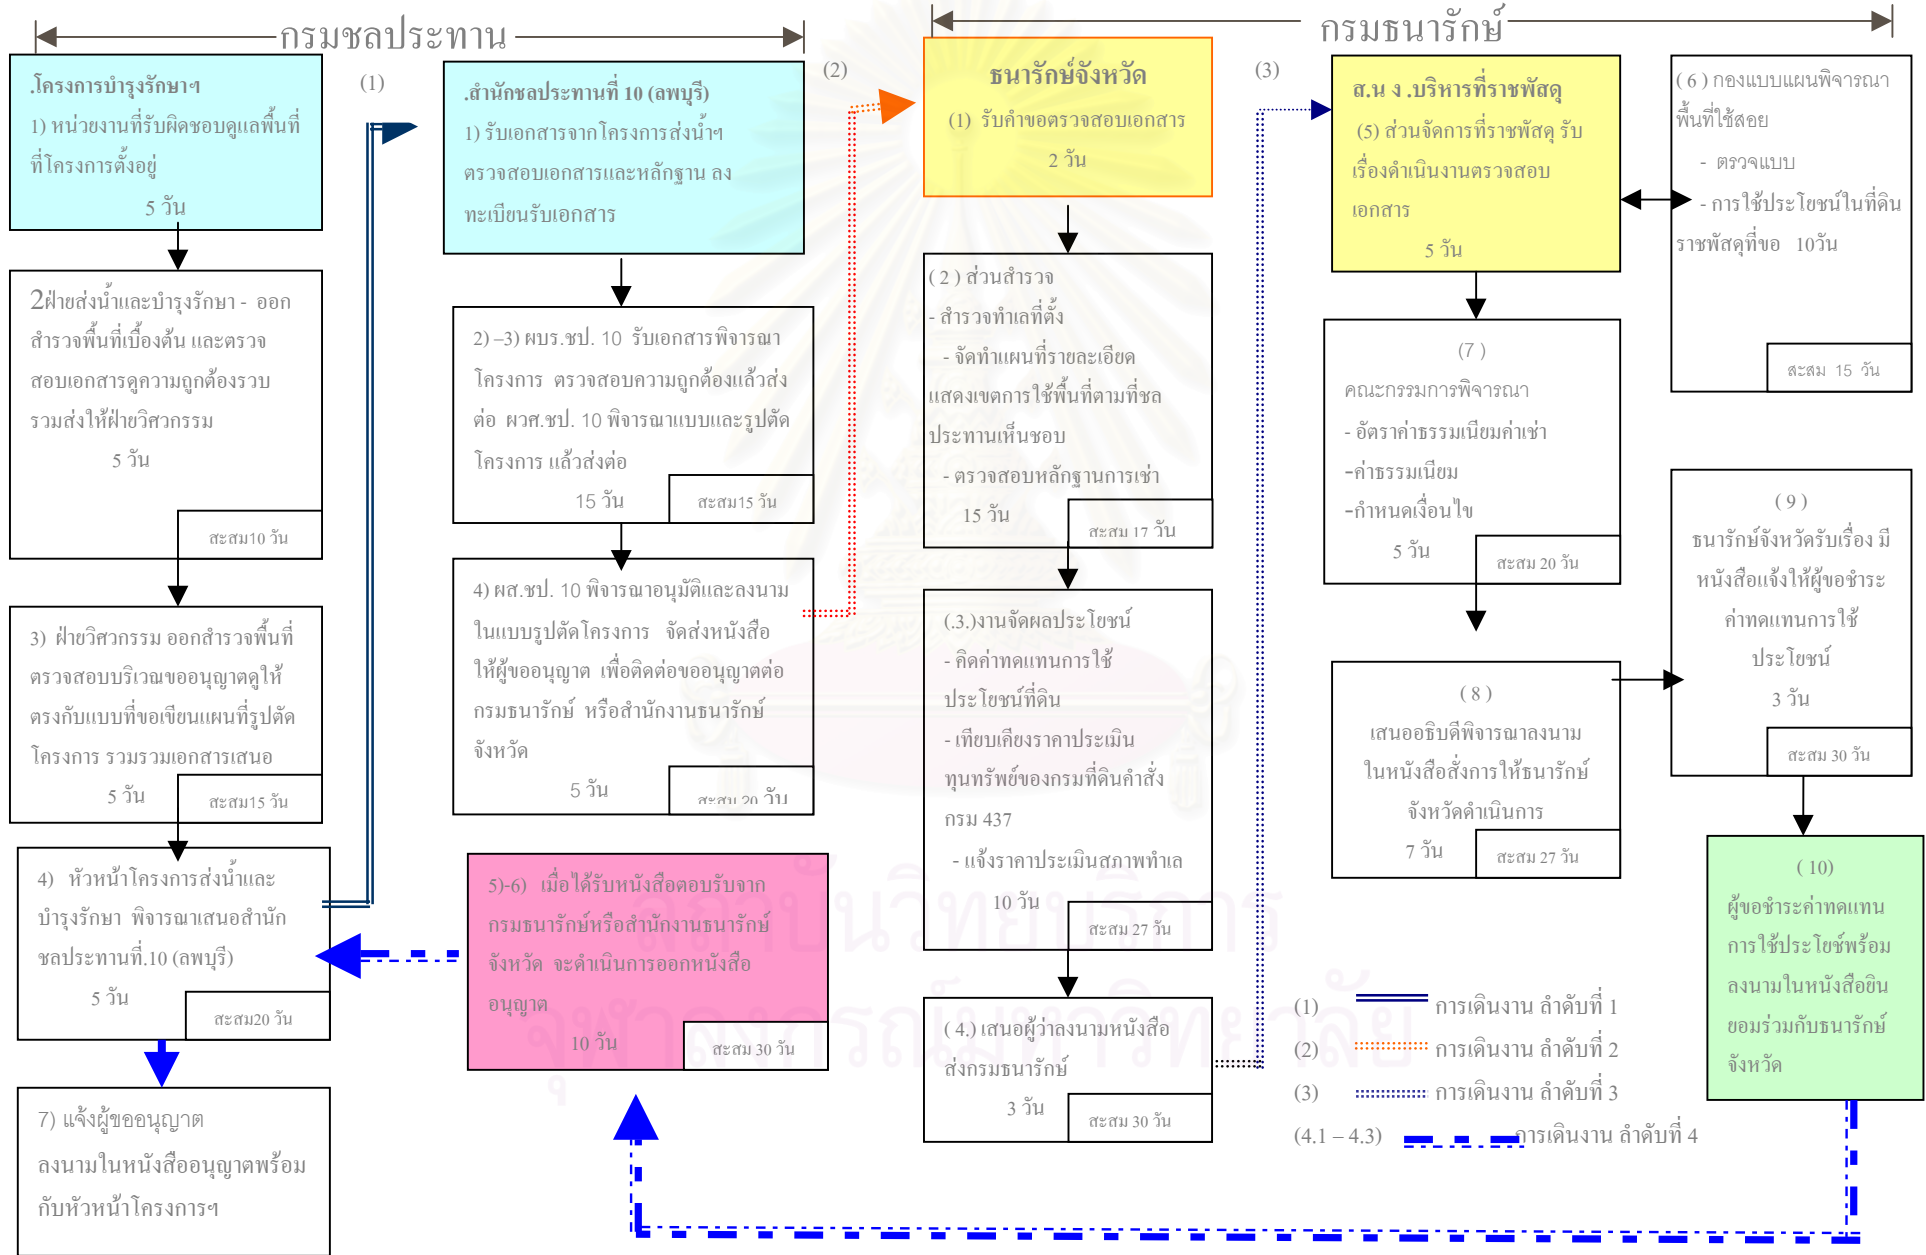 กรมชลประทาน
กรมธนารักษ์
(1)
(2)
(3)
.โครงการบำรุงรักษาฯ
1) หน่วยงานที่รับผิดชอบดูแลพื้นที่
ที่โครงการตั้งอยู่
5 วัน
2ฝ่ายส่งน้ำและบำรุงรักษา - ออก
สำรวจพื้นที่เบื้องต้น และตรวจ
สอบเอกสารดูความถูกต้องรวบ
รวมส่งให้ฝ่ายวิศวกรรม
5 วัน
สะสม10 วัน
3) ฝ่ายวิศวกรรม ออกสำรวจพื้นที่
ตรวจสอบบริเวณขออนุญาตดูให้
ตรงกับแบบที่ขอเขียนแผนที่รูปตัด
โครงการ รวมรวมเอกสารเสนอ
5 วัน
สะสม15 วัน
4) หัวหน้าโครงการส่งน้ำและ
บำรุงรักษา พิจารณาเสนอสำนัก
ชลประทานที่.10 (ลพบุรี)
5 วัน
สะสม20 วัน
7) แจ้งผู้ขออนุญาต
ลงนามในหนังสืออนุญาตพร้อม
กับหัวหน้าโครงการฯ
.สำนักชลประทานที่ 10 (ลพบุรี)
1) รับเอกสารจากโครงการส่งน้ำฯ
ตรวจสอบเอกสารและหลักฐาน ลง
ทะเบียนรับเอกสาร
2) –3) ผบร.ชป. 10 รับเอกสารพิจารณา
โครงการ ตรวจสอบความถูกต้องแล้วส่ง
ต่อ ผวศ.ชป. 10 พิจารณาแบบและรูปตัด
โครงการ แล้วส่งต่อ
15 วัน
สะสม15 วัน
4) ผส.ชป. 10 พิจารณาอนุมัติและลงนาม
ในแบบรูปตัดโครงการ จัดส่งหนังสือ
ให้ผู้ขออนุญาต เพื่อติดต่อขออนุญาตต่อ
กรมธนารักษ์ หรือสำนักงานธนารักษ์
จังหวัด
5 วัน
สะสม 20 วัน
5)-6) เมื่อได้รับหนังสือตอบรับจาก
กรมธนารักษ์หรือสำนักงานธนารักษ์
จังหวัด จะดำเนินการออกหนังสือ
อนุญาต
10 วัน
สะสม 30 วัน
ธนารักษ์จังหวัด
(1) รับคำขอตรวจสอบเอกสาร
2 วัน
( 2 ) ส่วนสำรวจ
- สำรวจทำเลที่ตั้ง
- จัดทำแผนที่รายละเอียด
แสดงเขตการใช้พื้นที่ตามที่ชล
ประทานเห็นชอบ
- ตรวจสอบหลักฐานการเช่า
15 วัน
สะสม 17 วัน
(.3.)งานจัดผลประโยชน์
- คิดค่าทดแทนการใช้
ประโยชน์ที่ดิน
- เทียบเคียงราคาประเมิน
ทุนทรัพย์ของกรมที่ดินคำสั่ง
กรม 437
- แจ้งราคาประเมินสภาพทำเล
10 วัน
สะสม 27 วัน
( 4.) เสนอผู้ว่าลงนามหนังสือ
ส่งกรมธนารักษ์
3 วัน
สะสม 30 วัน
ส.น ง .บริหารที่ราชพัสดุ
(5) ส่วนจัดการที่ราชพัสดุ รับ
เรื่องดำเนินงานตรวจสอบ
เอกสาร
5 วัน
( 6 ) กองแบบแผนพิจารณา
พื้นที่ใช้สอย
- ตรวจแบบ
- การใช้ประโยชน์ในที่ดิน
ราชพัสดุที่ขอ 10วัน
สะสม 15 วัน
(7 )
คณะกรรมการพิจารณา
- อัตราค่าธรรมเนียมค่าเช่า
-ค่าธรรมเนียม
-กำหนดเงื่อนไข
5 วัน
สะสม 20 วัน
( 8 )
เสนออธิบดีพิจารณาลงนาม
ในหนังสือสั่งการให้ธนารักษ์
จังหวัดดำเนินการ
7 วัน
สะสม 27 วัน
( 9 )
ธนารักษ์จังหวัดรับเรื่อง มี
หนังสือแจ้งให้ผู้ขอชำระ
ค่าทดแทนการใช้
ประโยชน์
3 วัน
สะสม 30 วัน
( 10)
ผู้ขอชำระค่าทดแทน
การใช้ประโยช์พร้อม
ลงนามในหนังสือยิน
ยอมร่วมกับธนารักษ์
จังหวัด
(1) การเดินงาน ลำดับที่ 1
(2) การเดินงาน ลำดับที่ 2
(3) การเดินงาน ลำดับที่ 3
(4.1 – 4.3) การเดินงาน ลำดับที่ 4
สถาบันวิทยบริการ
จุฬาลงกรณ์มหาวิทยาลัย